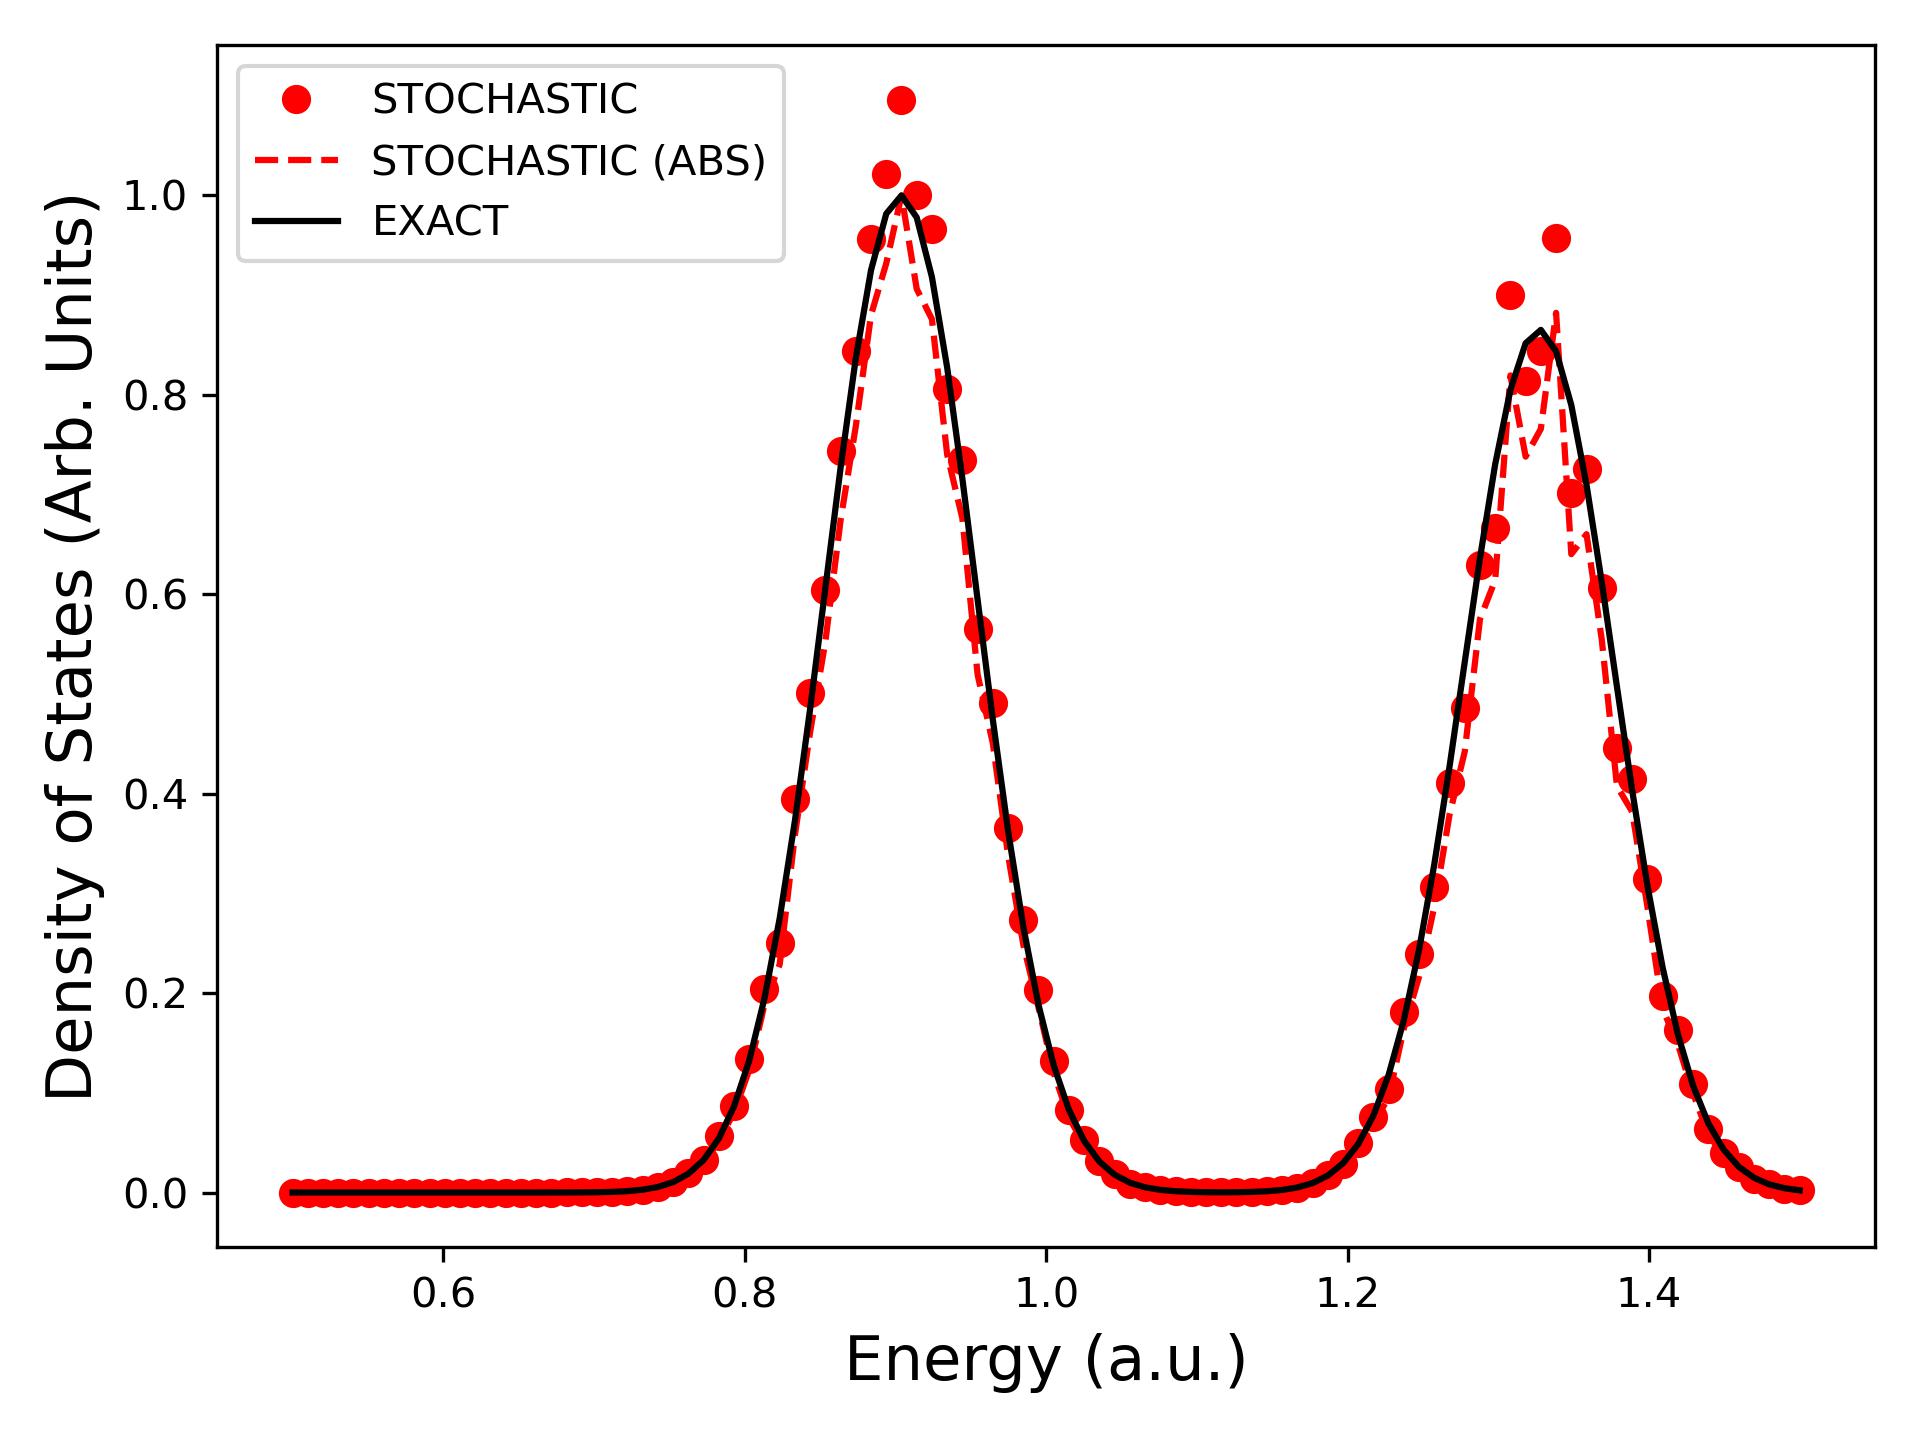 STOCHASTIC
STOCHASTIC (ABS)
EXACT
Density of States (Arb. Units)
1.0
0.8
0.6
0.4
0.2
0.0
0.6 0.8 1.0 1.2 1.4
Energy (a.u.)